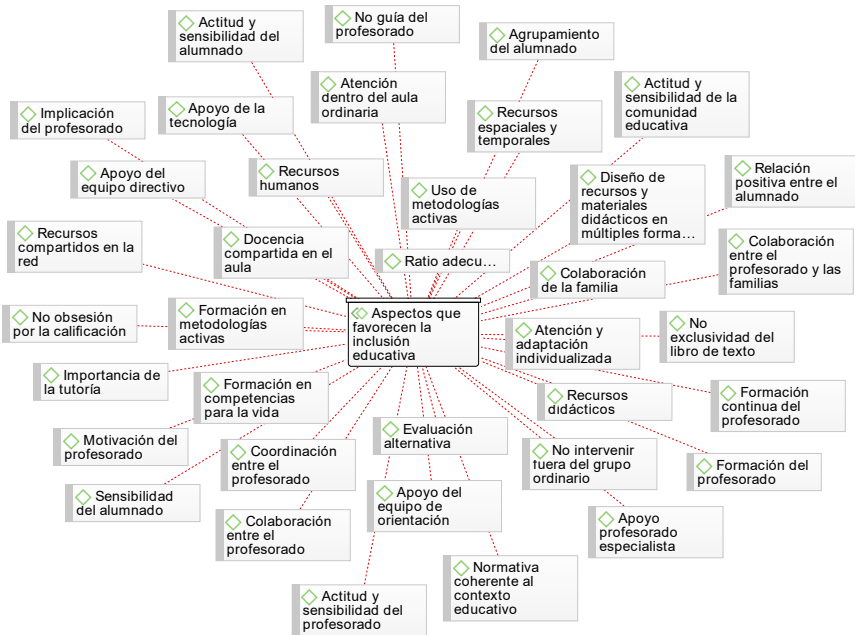 Actitud y
sensibilidad del
alumnado
No guía del
profesorado
Agrupamiento
del alumnado
Atención
dentro del aula
ordinaria
Actitud y
sensibilidad de la
comunidad
educativa
Implicación
del profesorado
Apoyo de la
tecnología
Recursos
espaciales y
temporales
Apoyo del
equipo directivo
Recursos
humanos
Uso de
metodologías
activas
Diseño de
recursos y
materiales
didácticos en
múltiples forma…
Relación
positiva entre el
alumnado
Recursos
compartidos en la
red
Docencia
compartida en el
aula
Ratio adecu…
Colaboración
de la familia
Colaboración
entre el
profesorado y las
familias
No obsesión
por la calificación
Formación en
metodologías
activas
Aspectos que
favorecen la
inclusión
educativa
Atención y
adaptación
individualizada
No
exclusividad del
libro de texto
Importancia de
la tutoría
Formación en
competencias
para la vida
Recursos
didácticos
Formación
continua del
profesorado
Motivación del
profesorado
Coordinación
entre el
profesorado
Evaluación
alternativa
No intervenir
fuera del grupo
ordinario
Formación del
profesorado
Sensibilidad
del alumnado
Colaboración
entre el
profesorado
Apoyo del
equipo de
orientación
Apoyo
profesorado
especialista
Actitud y
sensibilidad del
profesorado
Normativa
coherente al
contexto
educativo